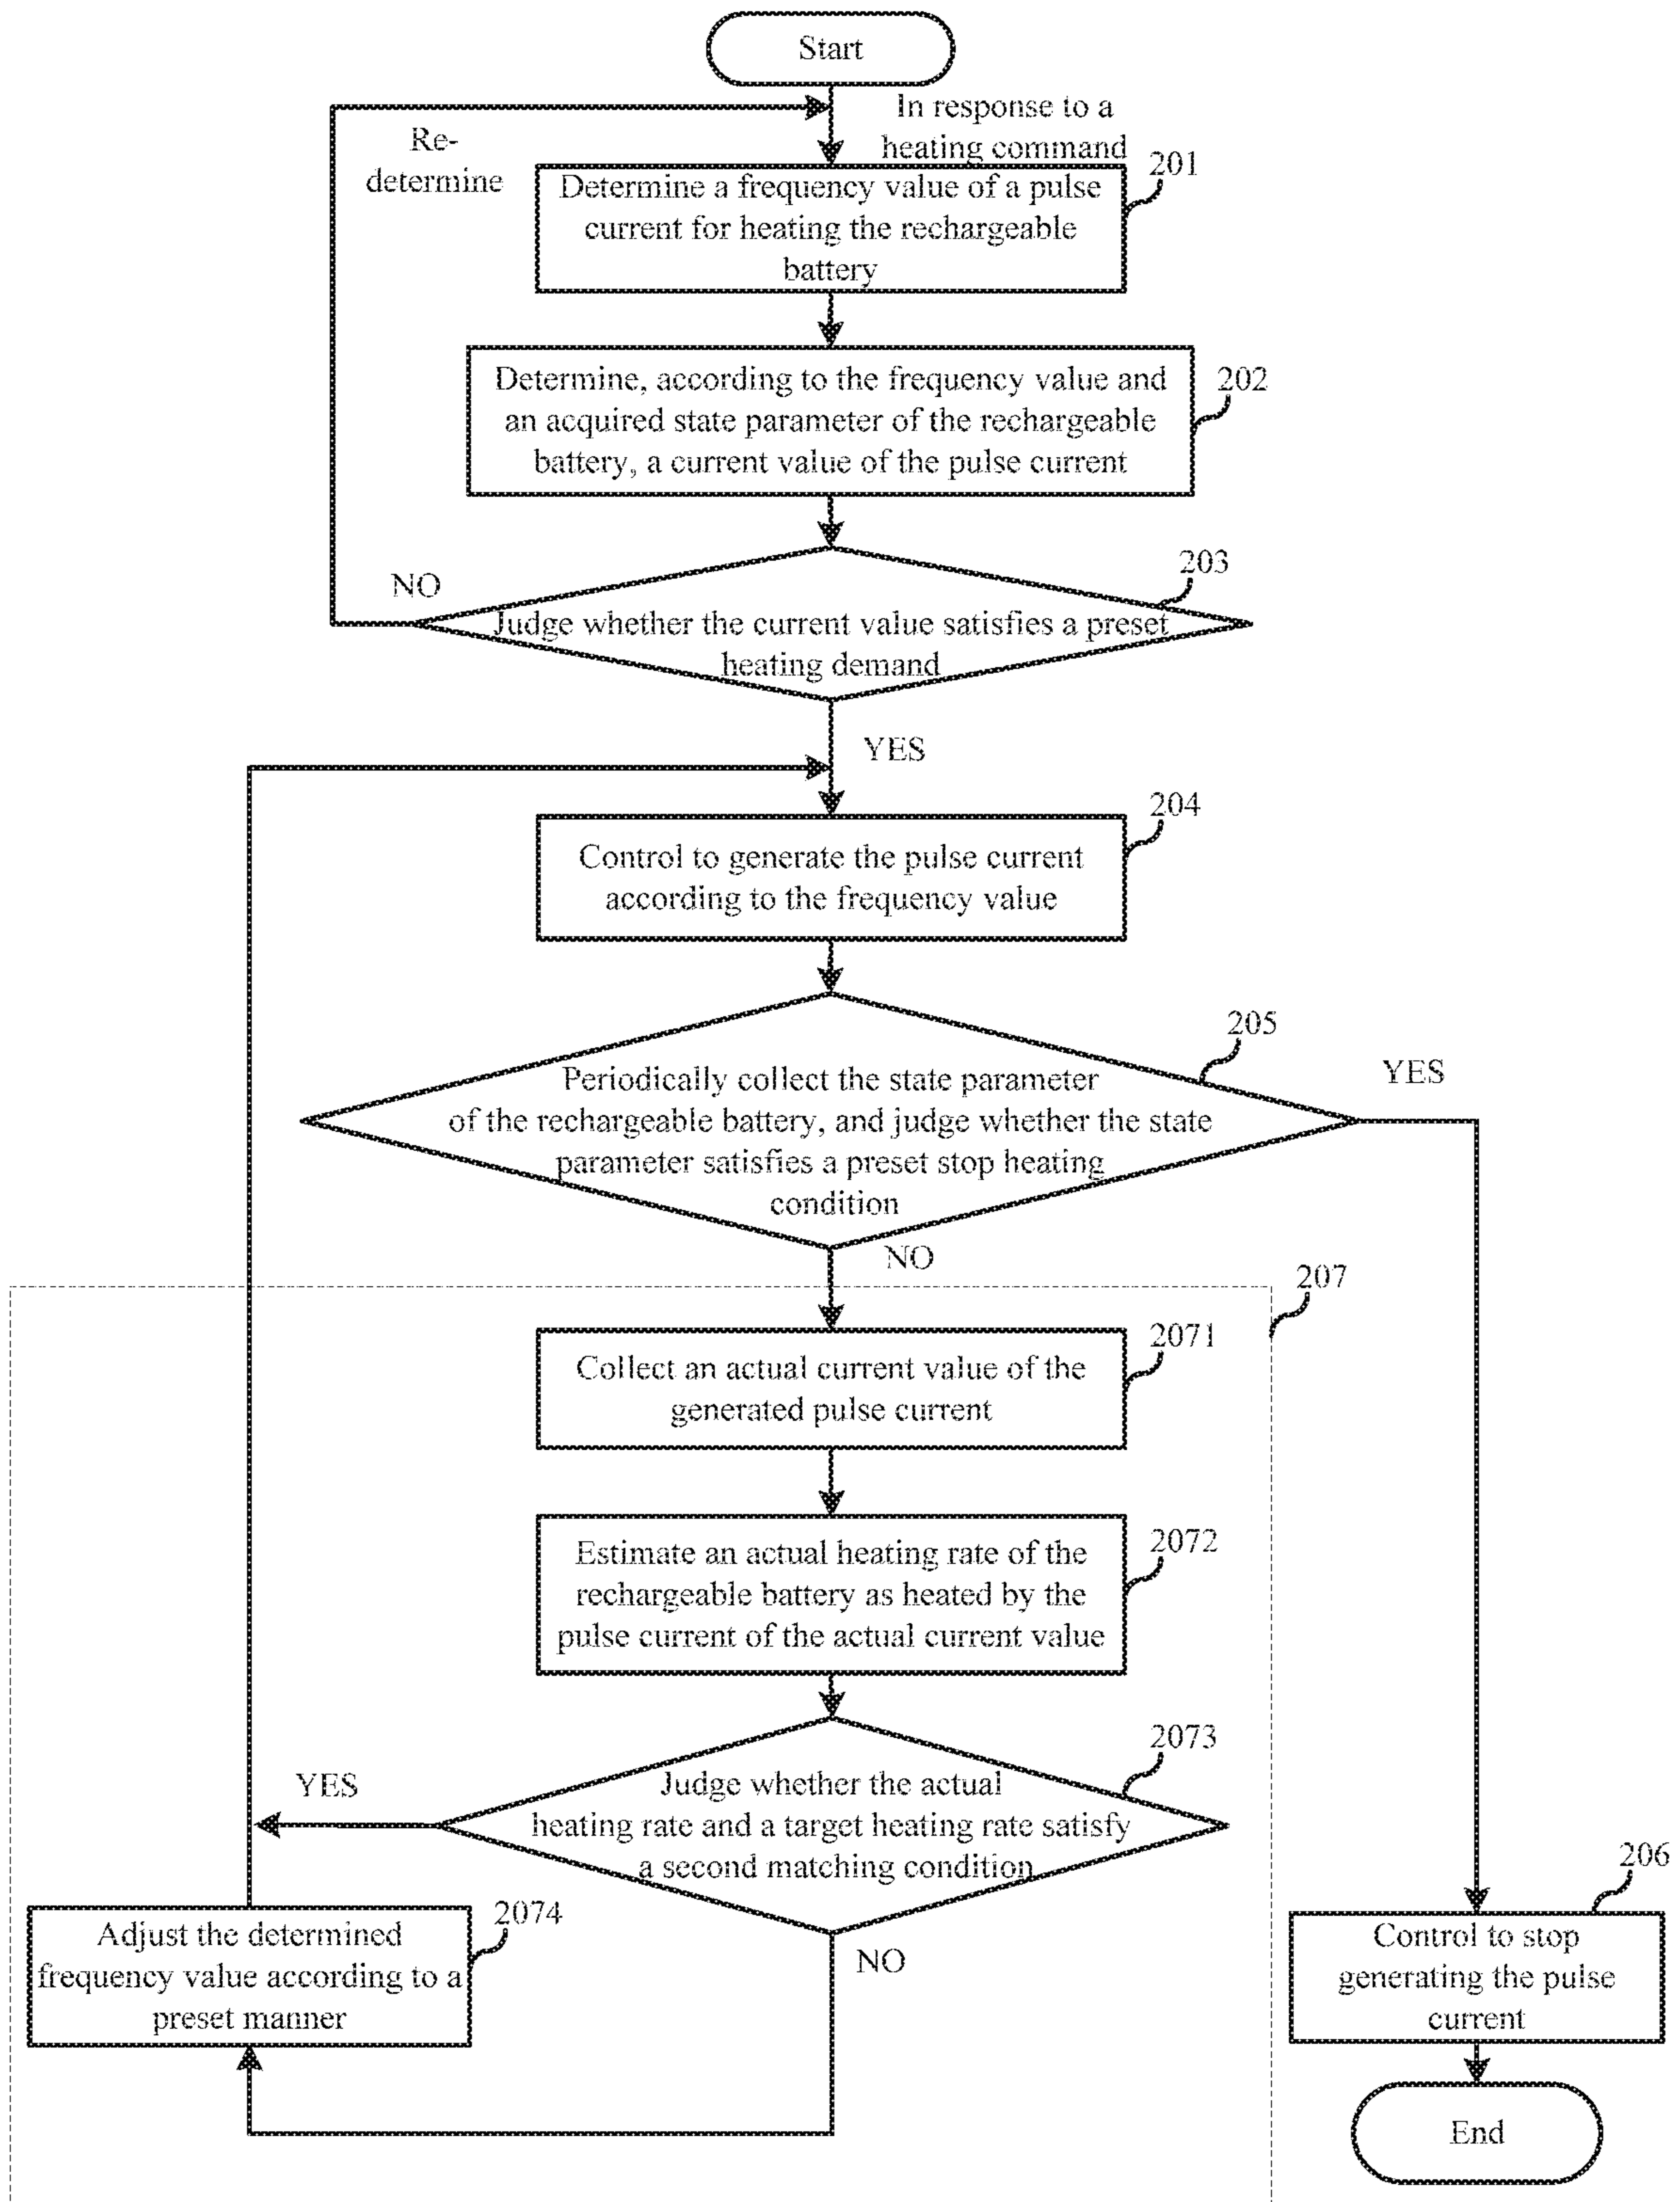 Start
In response to a
heating command
Re-
determine
201
Determine a frequency value of a pulse
current for heating the rechargeable
battery
202
Determine, according to the frequency value and
an acquired state parameter of the rechargeable
battery, a current value of the pulse current
203
NO
Judge whether the current value satisfies a preset
heating demand
YES
204
Control to generate the pulse current
according to the frequency value
205
YES
Periodically collect the state parameter
of the rechargeable battery, and judge whether the state
parameter satisfies a preset stop heating
condition
NO
207
2071
Collect an actual current value of the
generated pulse current
2072
Estimate an actual heating rate of the
rechargeable battery as heated by the
pulse current of the actual current value
2073
YES
Judge whether the actual
heating rate and a target heating rate satisfy
a second matching condition
206
2074
Adjust the determined
frequency value according to a
preset manner
NO
Control to stop
generating the pulse
current
End